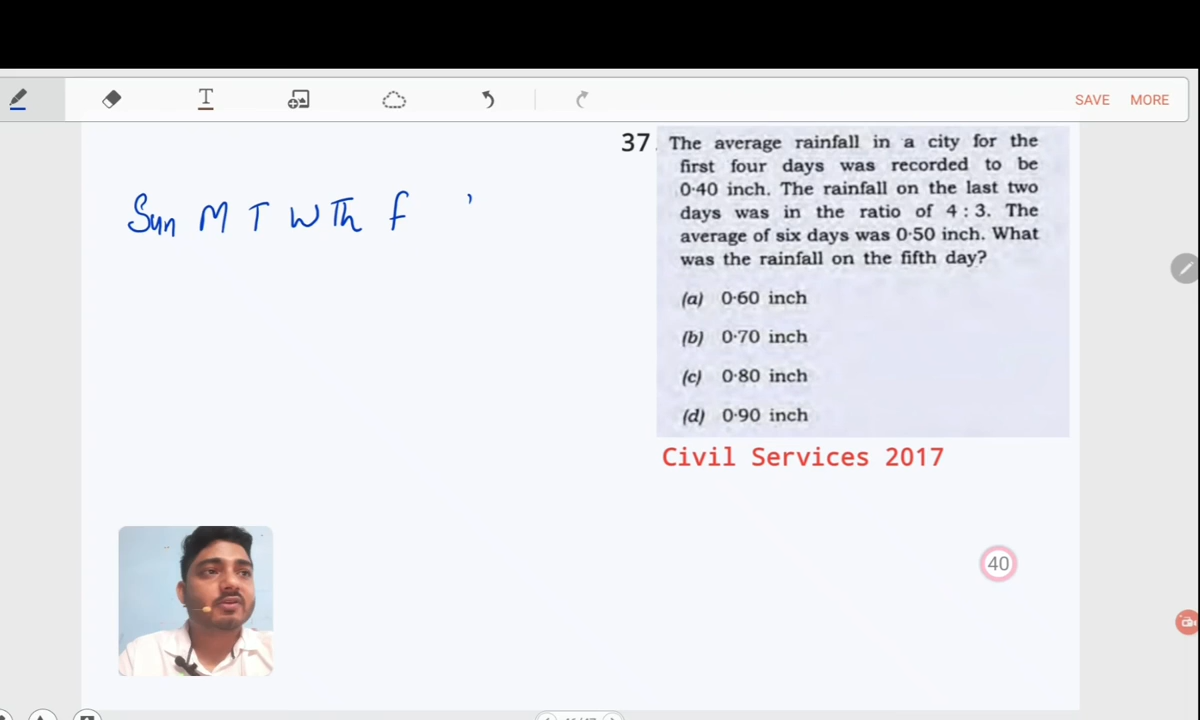 T SAVE MORE
37. The average rainfall in a city for the
first four days was recorded to be
0·40 inch. The rainfall on the last two
days was in the ratio of 4 : 3. The
average of six days was 0·50 inch. What
was the rainfall on the fifth day?
(a) 0·60 inch
(b) 0·70 inch
(c) 0·80 inch
(d) 0·90 inch
Civil Services 2017
Sun M T W Th f
40